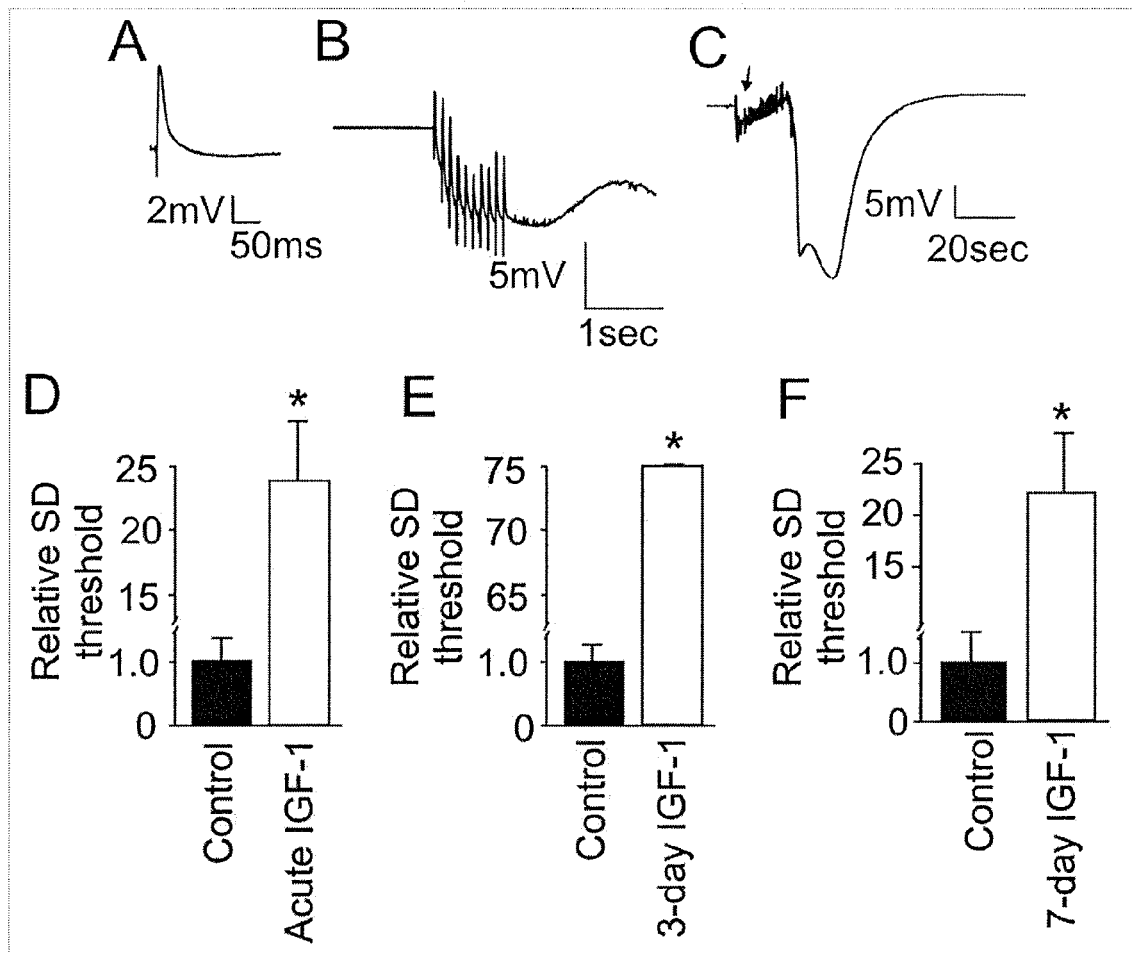 A
B
C
2mV
50ms
5mV
1sec
5mV
20sec
D
*
Relative SD
threshold
25
20
15
1.0
0
Control
Acute IGF-1
E
*
Relative SD
threshold
75
70
65
1.0
0
Control
3-day IGF-1
F
*
Relative SD
threshold
25
20
15
1.0
0
Control
7-day IGF-1